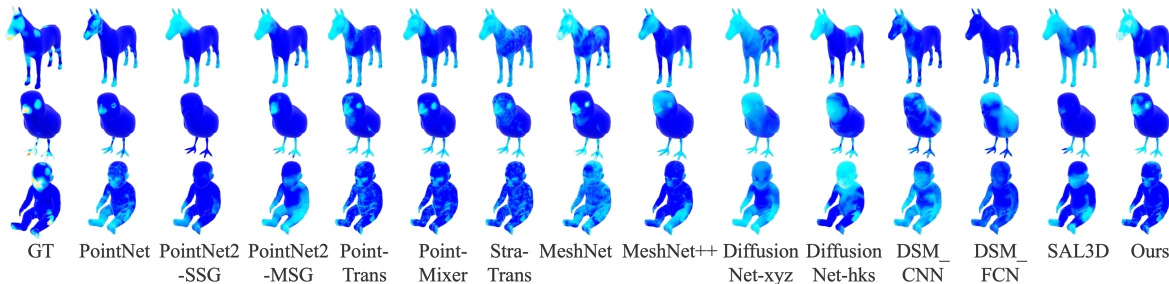 GT PointNet PointNet2 PointNet2 Point- Point- Stra- MeshNet MeshNet++ Diffusion Diffusion DSM_ DSM_ SAL3D Ours
-SSG -MSG Trans Mixer Trans Net-xyz Net-hks CNN FCN